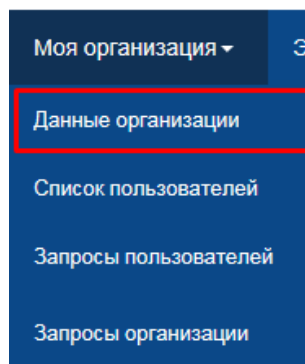 Моя организация
Данные организации
Список пользователей
Запросы пользователей
Запросы организации